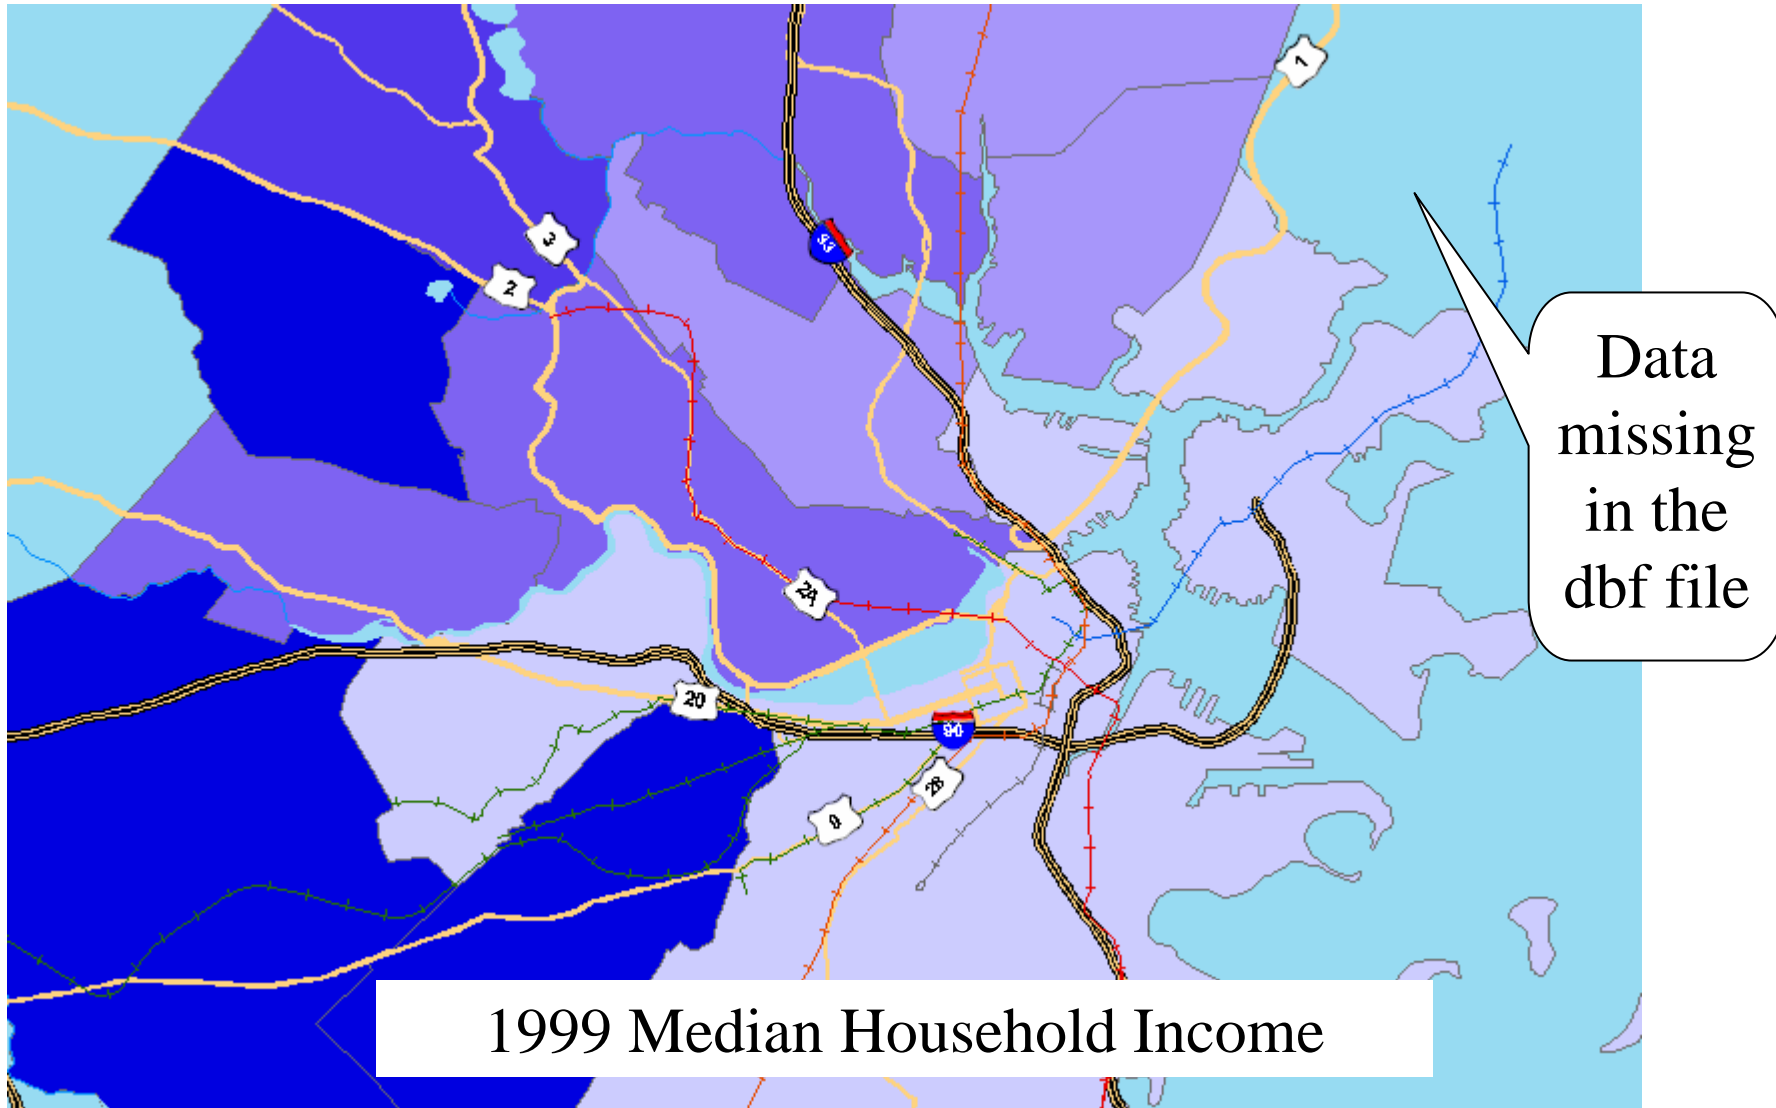 1
3
2
93
Data
missing
in the
dbf file
2A
20
90
28
9
1999 Median Household Income